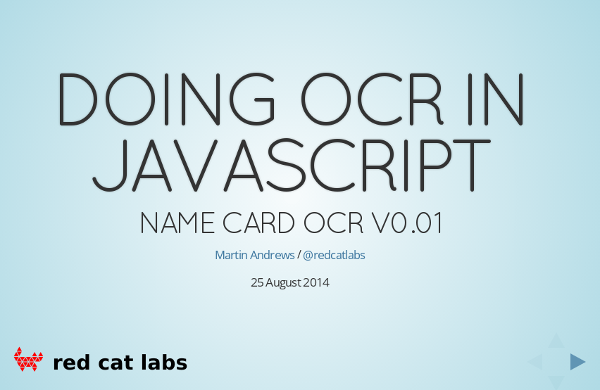 DOING OCR IN
JAVASCRIPT
NAME CARD OCR V0.01
Martin Andrews / @redcatlabs
25 August 2014
red cat labs